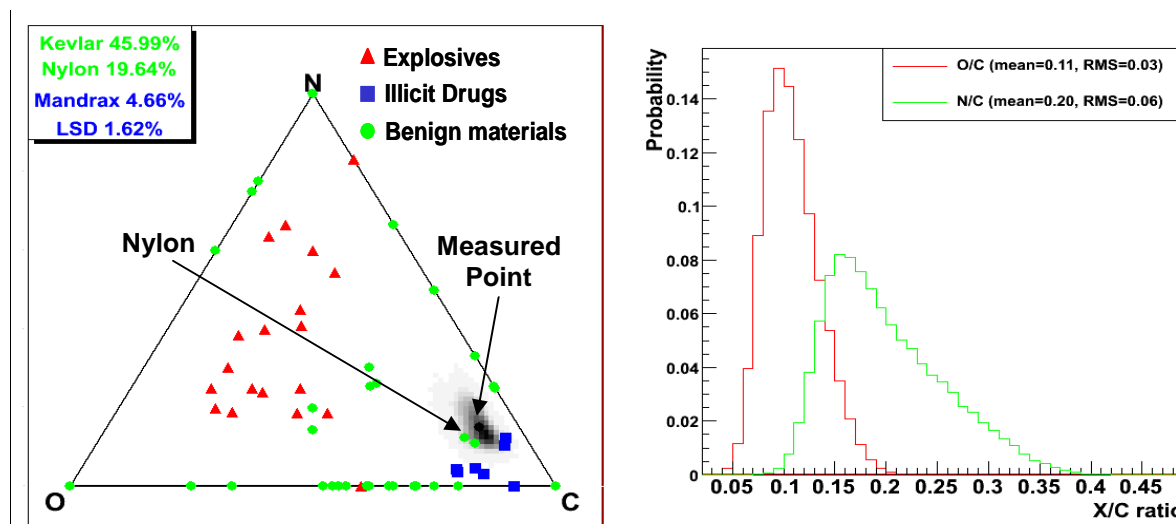 Kevlar 45.99%
Nylon 19.64%
Mandrax 4.66%
LSD 1.62%
Explosives
Illicit Drugs
Benign materials
N
Nylon
Measured
Point
O
C
Probability
0.14
0.12
0.1
0.08
0.06
0.04
0.02
0
O/C (mean=0.11, RMS=0.03)
N/C (mean=0.20, RMS=0.06)
0.05 0.1 0.15 0.2 0.25 0.3 0.35 0.4 0.45
X/C ratio